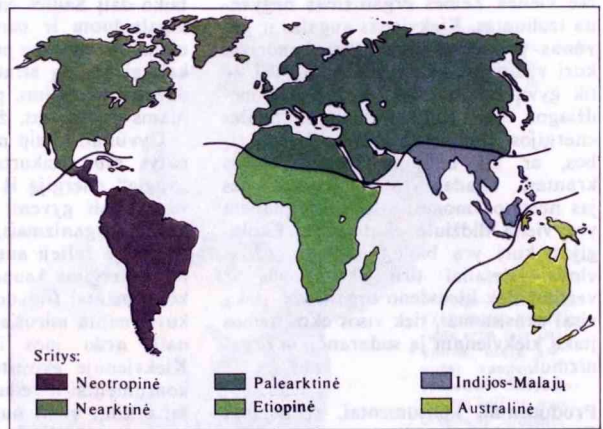 Sritys:
Neotropinė
Palearktinė
Indijos-Malajų
Nearktinė
Etiopinė
Australinė